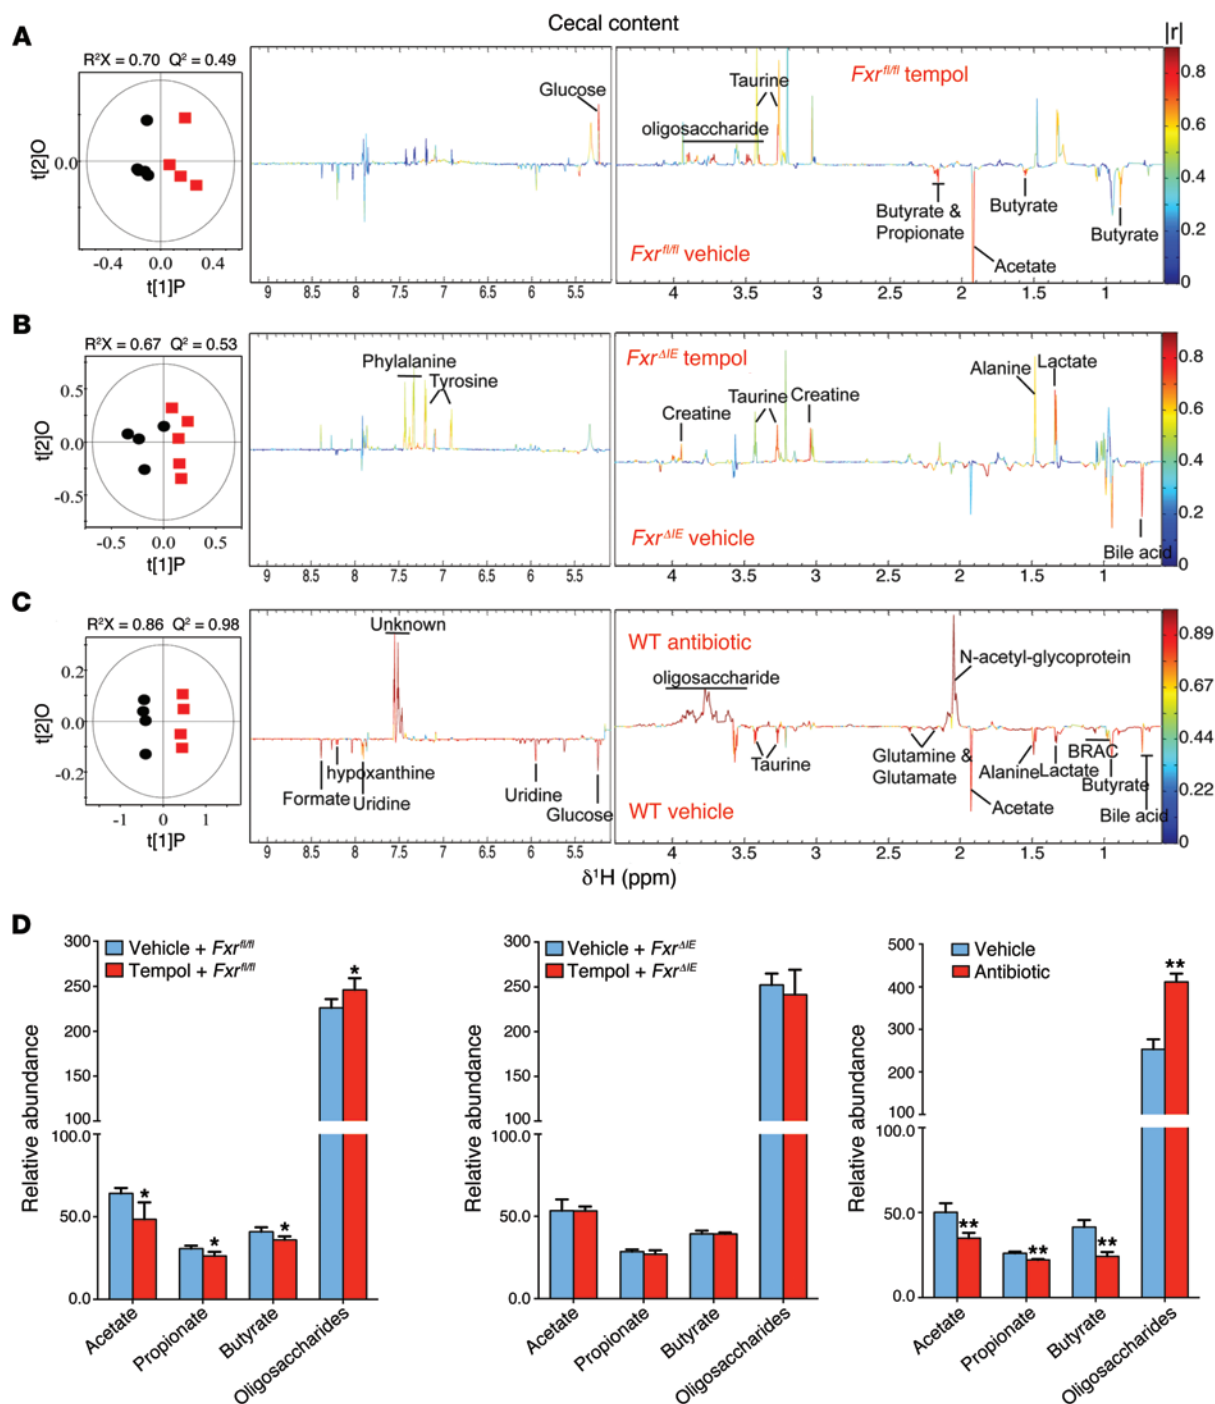 Cecal content
A
R²X = 0.70 Q² = 0.49
t[2]O
0.0
-0.4 0.0 0.4
t[1]P
Glucose
9 8.5 8 7.5 7 6.5 6 5.5
Taurine
Fxr^fl/fl tempol
oligosaccharide
Butyrate &
Propionate
Butyrate
Butyrate
Fxr^fl/fl vehicle
Acetate
4 3.5 3 2.5 2 1.5 1
|r|
0.8
0.6
0.4
0.2
0
B
R²X = 0.67 Q² = 0.53
t[2]O
0.5
0.0
-0.5
-0.5 0.0 0.5
t[1]P
Phylalanine
Tyrosine
9 8.5 8 7.5 7 6.5 6 5.5
Fxr^ΔIE tempol
Alanine
Lactate
Taurine
Creatine
Creatine
Fxr^ΔIE vehicle
Bile acid
4 3.5 3 2.5 2 1.5 1
0.8
0.6
0.4
0.2
0
C
R²X = 0.86 Q² = 0.98
t[2]O
0.2
0.0
-0.2
-1 0 1
t[1]P
Unknown
hypoxanthine
Formate
Uridine
Uridine
Glucose
9 8.5 8 7.5 7 6.5 6 5.5
WT antibiotic
N-acetyl-glycoprotein
oligosaccharide
Taurine
Glutamine &
Glutamate
BRAC
Alanine
Lactate
Butyrate
Acetate
WT vehicle
Bile acid
4 3.5 3 2.5 2 1.5 1
0.89
0.67
0.44
0.22
0
δ¹H (ppm)
D
Relative abundance
300
250
200
150
100
100.0
50.0
0.0
Vehicle + Fxr^fl/fl
Tempol + Fxr^fl/fl
*
*
*
*
Acetate
Propionate
Butyrate
Oligosaccharides
Relative abundance
300
250
200
150
100
100.0
50.0
0.0
Vehicle + Fxr^ΔIE
Tempol + Fxr^ΔIE
Acetate
Propionate
Butyrate
Oligosaccharides
Relative abundance
500
400
300
200
100
100.0
50.0
0.0
Vehicle
Antibiotic
**
**
**
**
Acetate
Propionate
Butyrate
Oligosaccharides